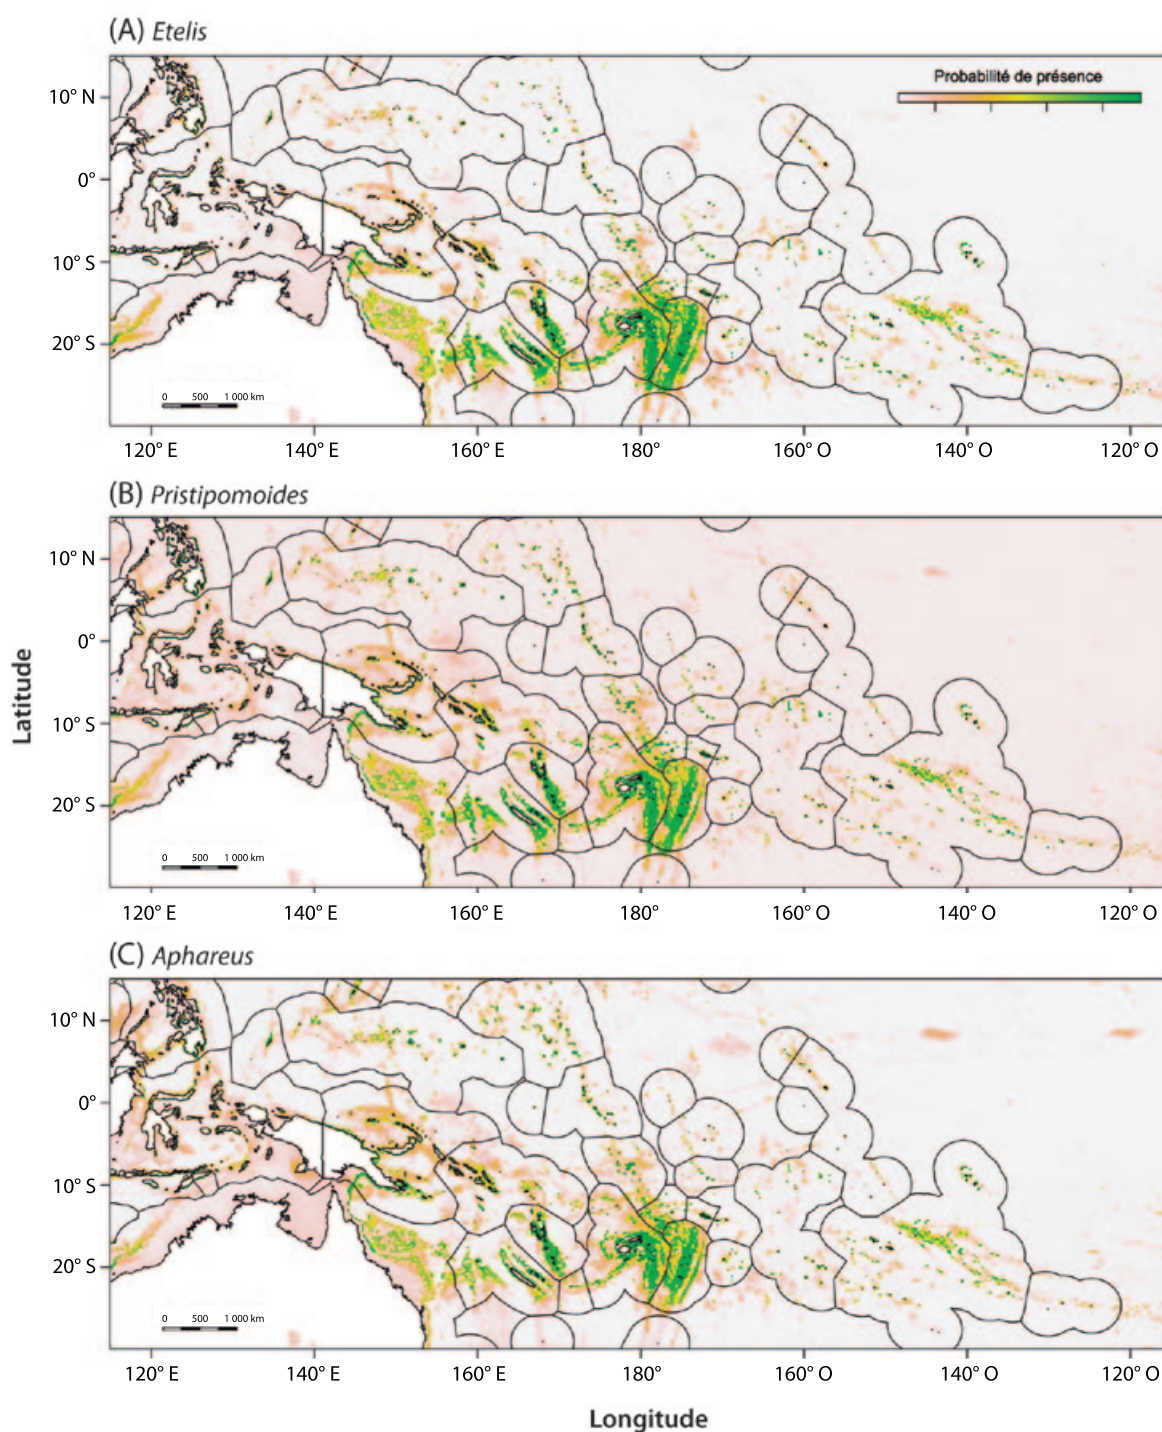 (A) Etelis
Probabilité de présence
10° N
0°
10° S
20° S
0 500 1 000 km
120° E 140° E 160° E 180° 160° O 140° O 120° O
(B) Pristipomoides
10° N
0°
10° S
20° S
0 500 1 000 km
120° E 140° E 160° E 180° 160° O 140° O 120° O
Latitude
(C) Aphareus
10° N
0°
10° S
20° S
0 500 1 000 km
120° E 140° E 160° E 180° 160° O 140° O 120° O
Longitude